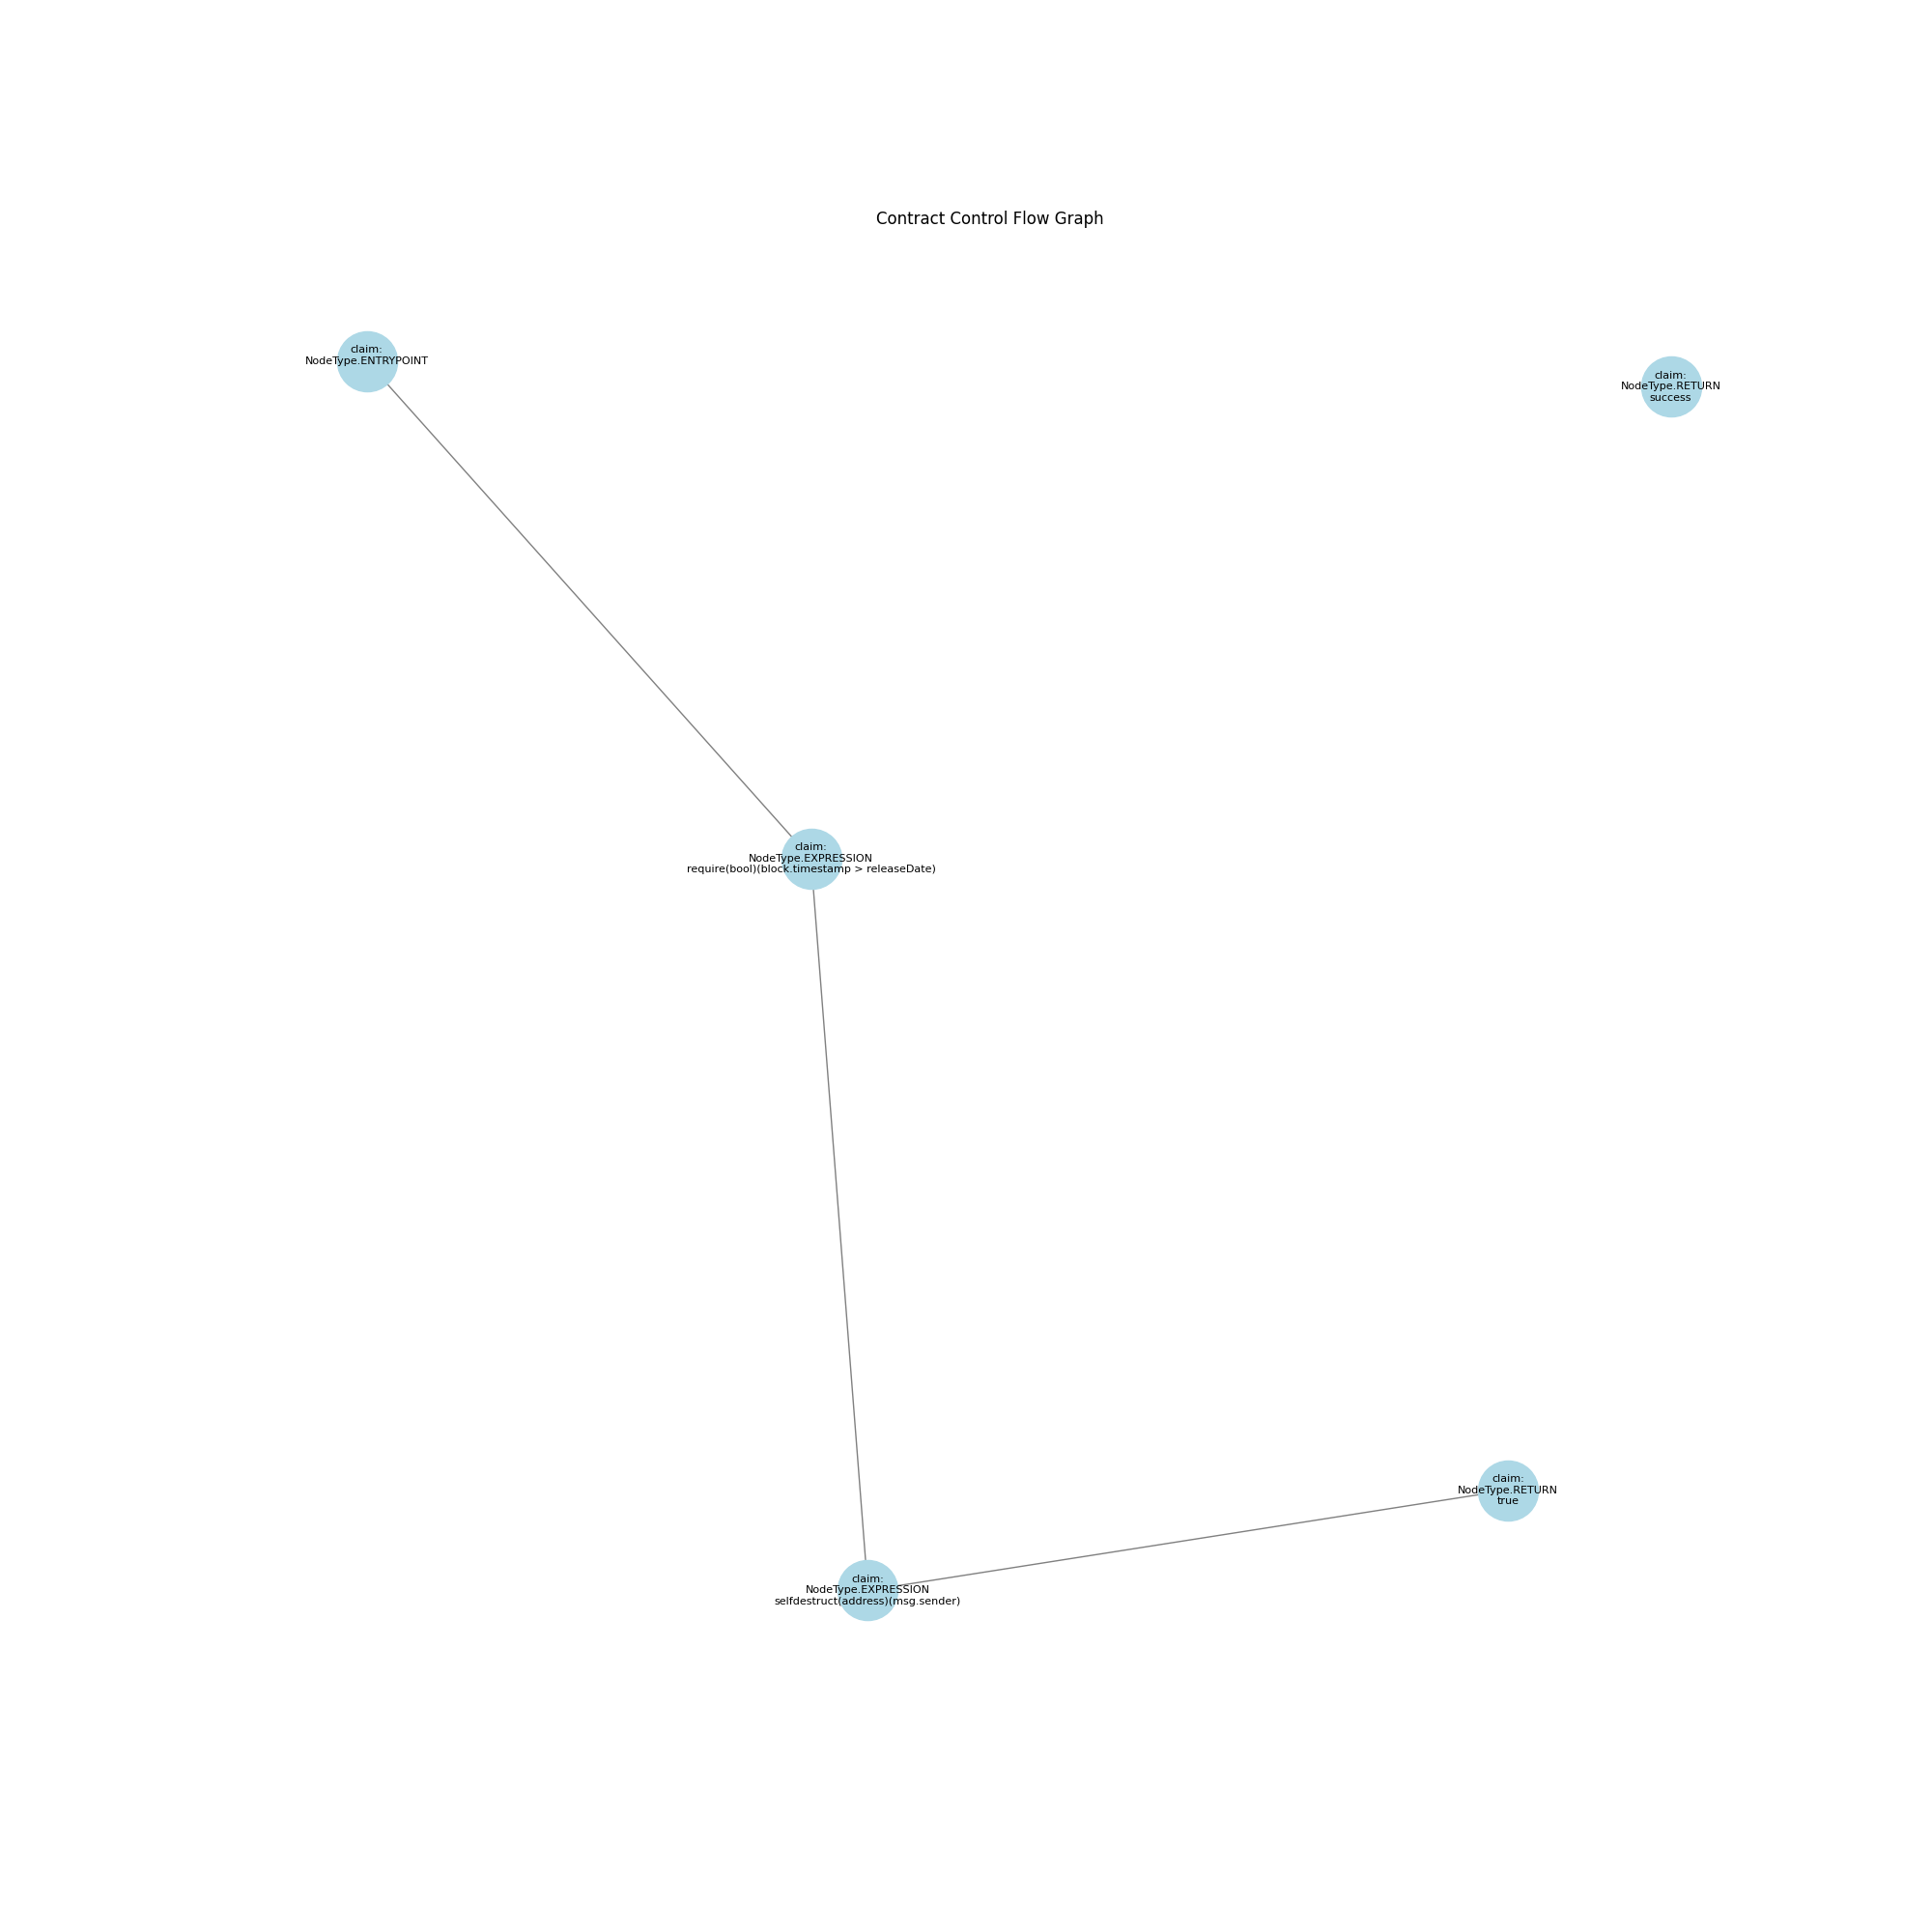 Contract Control Flow Graph
claim:
NodeType.ENTRYPOINT
claim:
NodeType.RETURN
success
claim:
NodeType.EXPRESSION
require(bool)(block.timestamp > releaseDate)
claim:
NodeType.RETURN
true
claim:
NodeType.EXPRESSION
selfdestruct(address)(msg.sender)